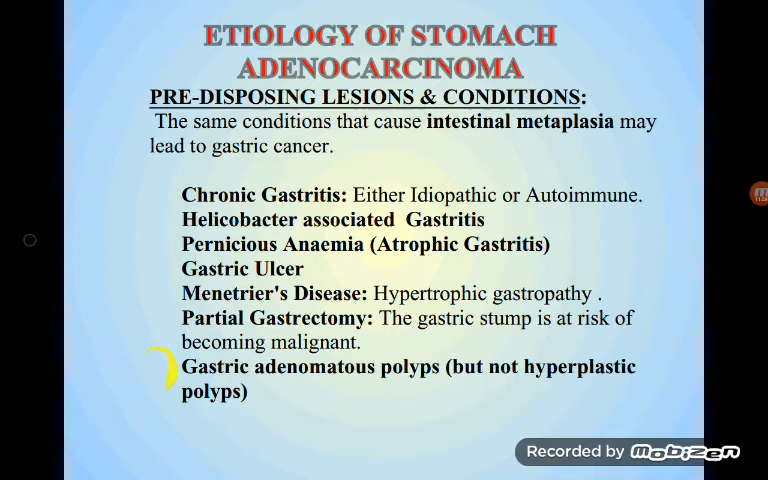 ETIOLOGY OF STOMACH
ADENOCARCINOMA
PRE-DISPOSING LESIONS & CONDITIONS:
The same conditions that cause intestinal metaplasia may
lead to gastric cancer.
Chronic Gastritis: Either Idiopathic or Autoimmune.
Helicobacter associated Gastritis
Pernicious Anaemia (Atrophic Gastritis)
Gastric Ulcer
Menetrier's Disease: Hypertrophic gastropathy .
Partial Gastrectomy: The gastric stump is at risk of
becoming malignant.
Gastric adenomatous polyps (but not hyperplastic
polyps)
Recorded by mobizen